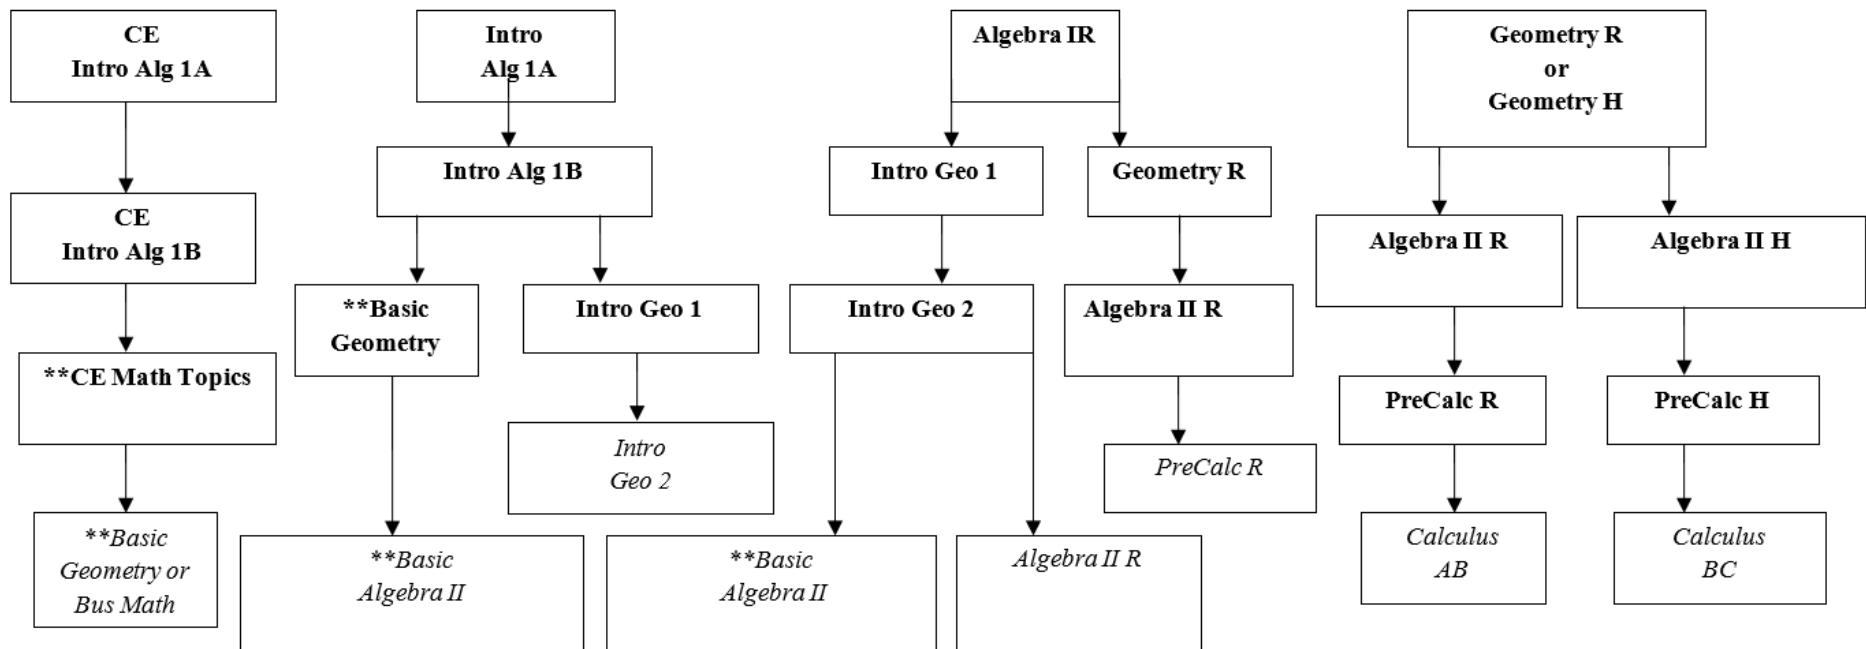 CE
Intro Alg 1A
Intro
Alg 1A
Algebra IR
Geometry R
or
Geometry H
Intro Alg 1B
Intro Geo 1
Geometry R
CE
Intro Alg 1B
Algebra II R
Algebra II H
**Basic
Geometry
Intro Geo 1
Intro Geo 2
Algebra II R
**CE Math Topics
PreCalc R
PreCalc H
Intro
Geo 2
PreCalc R
**Basic
Geometry or
Bus Math
**Basic
Algebra II
**Basic
Algebra II
Algebra II R
Calculus
AB
Calculus
BC